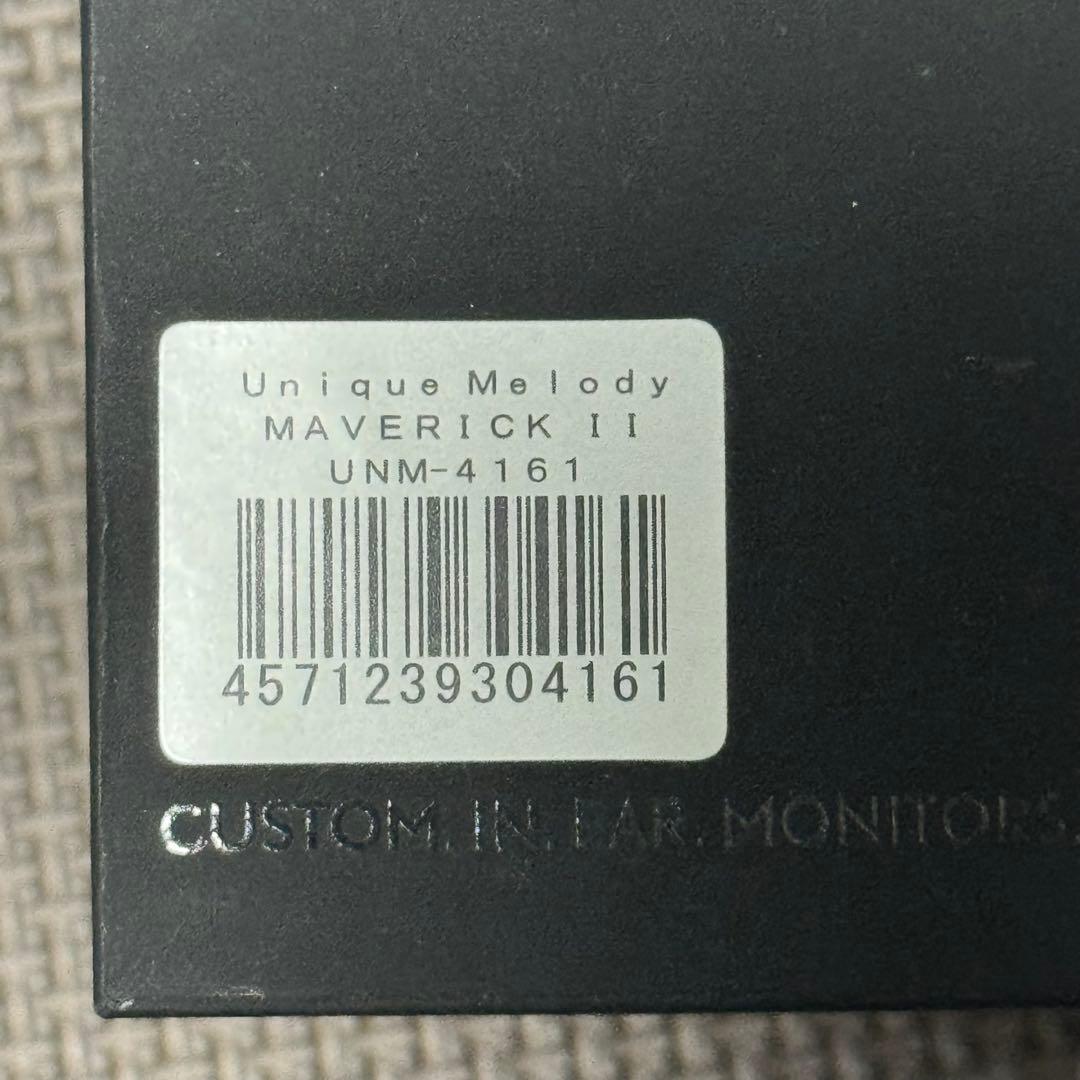 Unique Melody
MAVERICK II
UNM-4161
4571239304161
CUSTOM. IN. EAR. MONITORS.